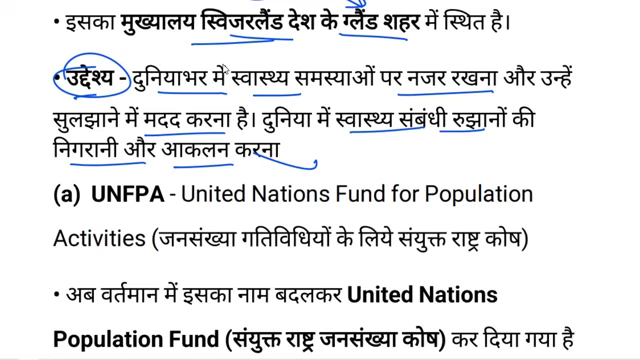 इसका मुख्यालय स्विजरलैंड देश के ग्लैंड शहर में स्थित है।
• उद्देश्य - दुनियाभर में स्वास्थ्य समस्याओं पर नजर रखना और उन्हें
सुलझाने में मदद करना है। दुनिया में स्वास्थ्य संबंधी रुझानों की
निगरानी और आकलन करना
(a) UNFPA - United Nations Fund for Population
Activities (जनसंख्या गतिविधियों के लिये संयुक्त राष्ट्र कोष)
• अब वर्तमान में इसका नाम बदलकर United Nations
Population Fund (संयुक्त राष्ट्र जनसंख्या कोष) कर दिया गया है